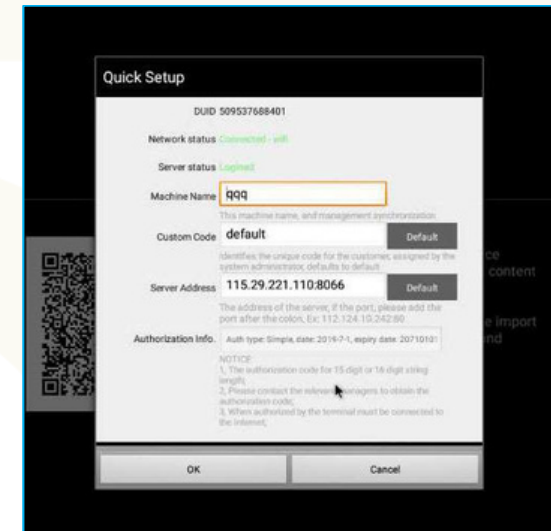 Quick Setup
DUID 509537688401
Network status Connected - wifi
Server status Logined
Machine Name qqq
This machine name, and management synchronization
Custom Code default Default
Identifies the unique code for the customer, assigned by the
system administrator, defaults to default
Server Address 115.29.221.110:8066 Default
The address of the server, if the port, please add the
port after the colon, Ex: 112.124.10.242:80
Authorization Info. Auth type: Simple, date: 2019-7-1, expiry date: 20710101
NOTICE:
1, The authorization code for 15 digit or 16 digit string
length;
2, Please contact the relevant managers to obtain the
authorization code;
3, When authorized by the terminal must be connected to
the internet;
OK Cancel
ce
content
e import
nd